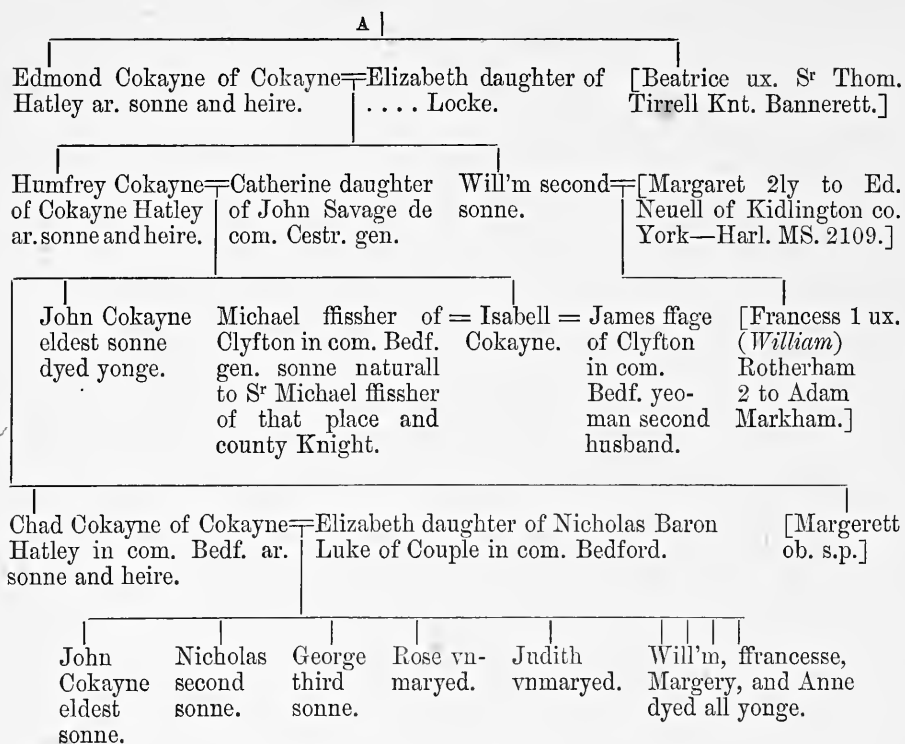 A
Edmond Cokayne of Cokayne
Hatley ar. sonne and heire.
Elizabeth daughter of
.... Locke.
[Beatrice ux. Sr Thom.
Tirrell Knt. Bannerett.]
Humfrey Cokayne
of Cokayne Hatley
ar. sonne and heire.
Catherine daughter
of John Savage de
com. Cestr. gen.
Will'm second
sonne.
[Margaret 2ly to Ed.
Neuell of Kidlington co.
York—Harl. MS. 2109.]
John Cokayne
eldest sonne
dyed yonge.
Michael ffissher of
Clyfton in com. Bedf.
gen. sonne naturall
to Sr Michael ffissher
of that place and
county Knight.
= Isabell =
Cokayne.
James ffage
of Clyfton
in com.
Bedf. yeo-
man second
husband.
[Francess 1 ux.
(William)
Rotherham
2 to Adam
Markham.]
Chad Cokayne of Cokayne
Hatley in com. Bedf. ar.
sonne and heire.
Elizabeth daughter of Nicholas Baron
Luke of Couple in com. Bedford.
[Margerett
ob. s.p.]
John
Cokayne
eldest
sonne.
Nicholas
second
sonne.
George
third
sonne.
Rose vn-
maryed.
Judith
vnmaryed.
Will'm, ffrancesse,
Margery, and Anne
dyed all yonge.